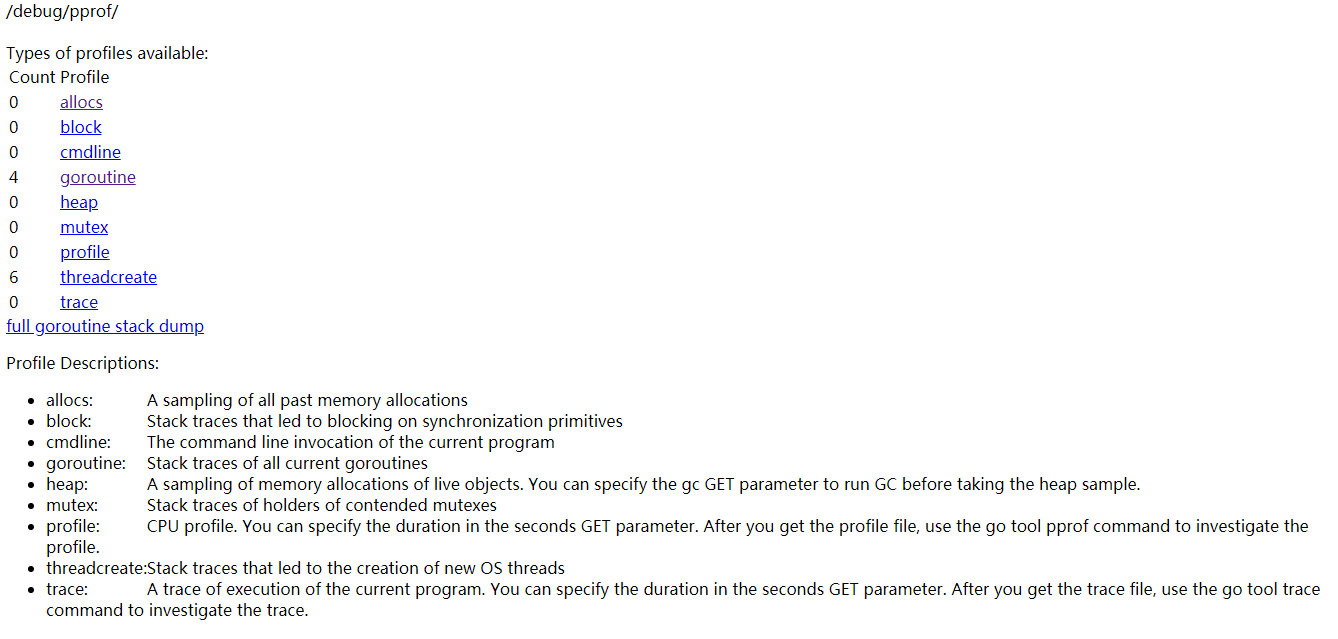 /debug/pprof/
Types of profiles available:
Count Profile
0 allocs
0 block
0 cmdline
4 goroutine
0 heap
0 mutex
0 profile
6 threadcreate
0 trace
full goroutine stack dump
Profile Descriptions:
• allocs: A sampling of all past memory allocations
• block: Stack traces that led to blocking on synchronization primitives
• cmdline: The command line invocation of the current program
• goroutine: Stack traces of all current goroutines
• heap: A sampling of memory allocations of live objects. You can specify the gc GET parameter to run GC before taking the heap sample.
• mutex: Stack traces of holders of contended mutexes
• profile: CPU profile. You can specify the duration in the seconds GET parameter. After you get the profile file, use the go tool pprof command to investigate the
profile.
• threadcreate:Stack traces that led to the creation of new OS threads
• trace: A trace of execution of the current program. You can specify the duration in the seconds GET parameter. After you get the trace file, use the go tool trace
command to investigate the trace.